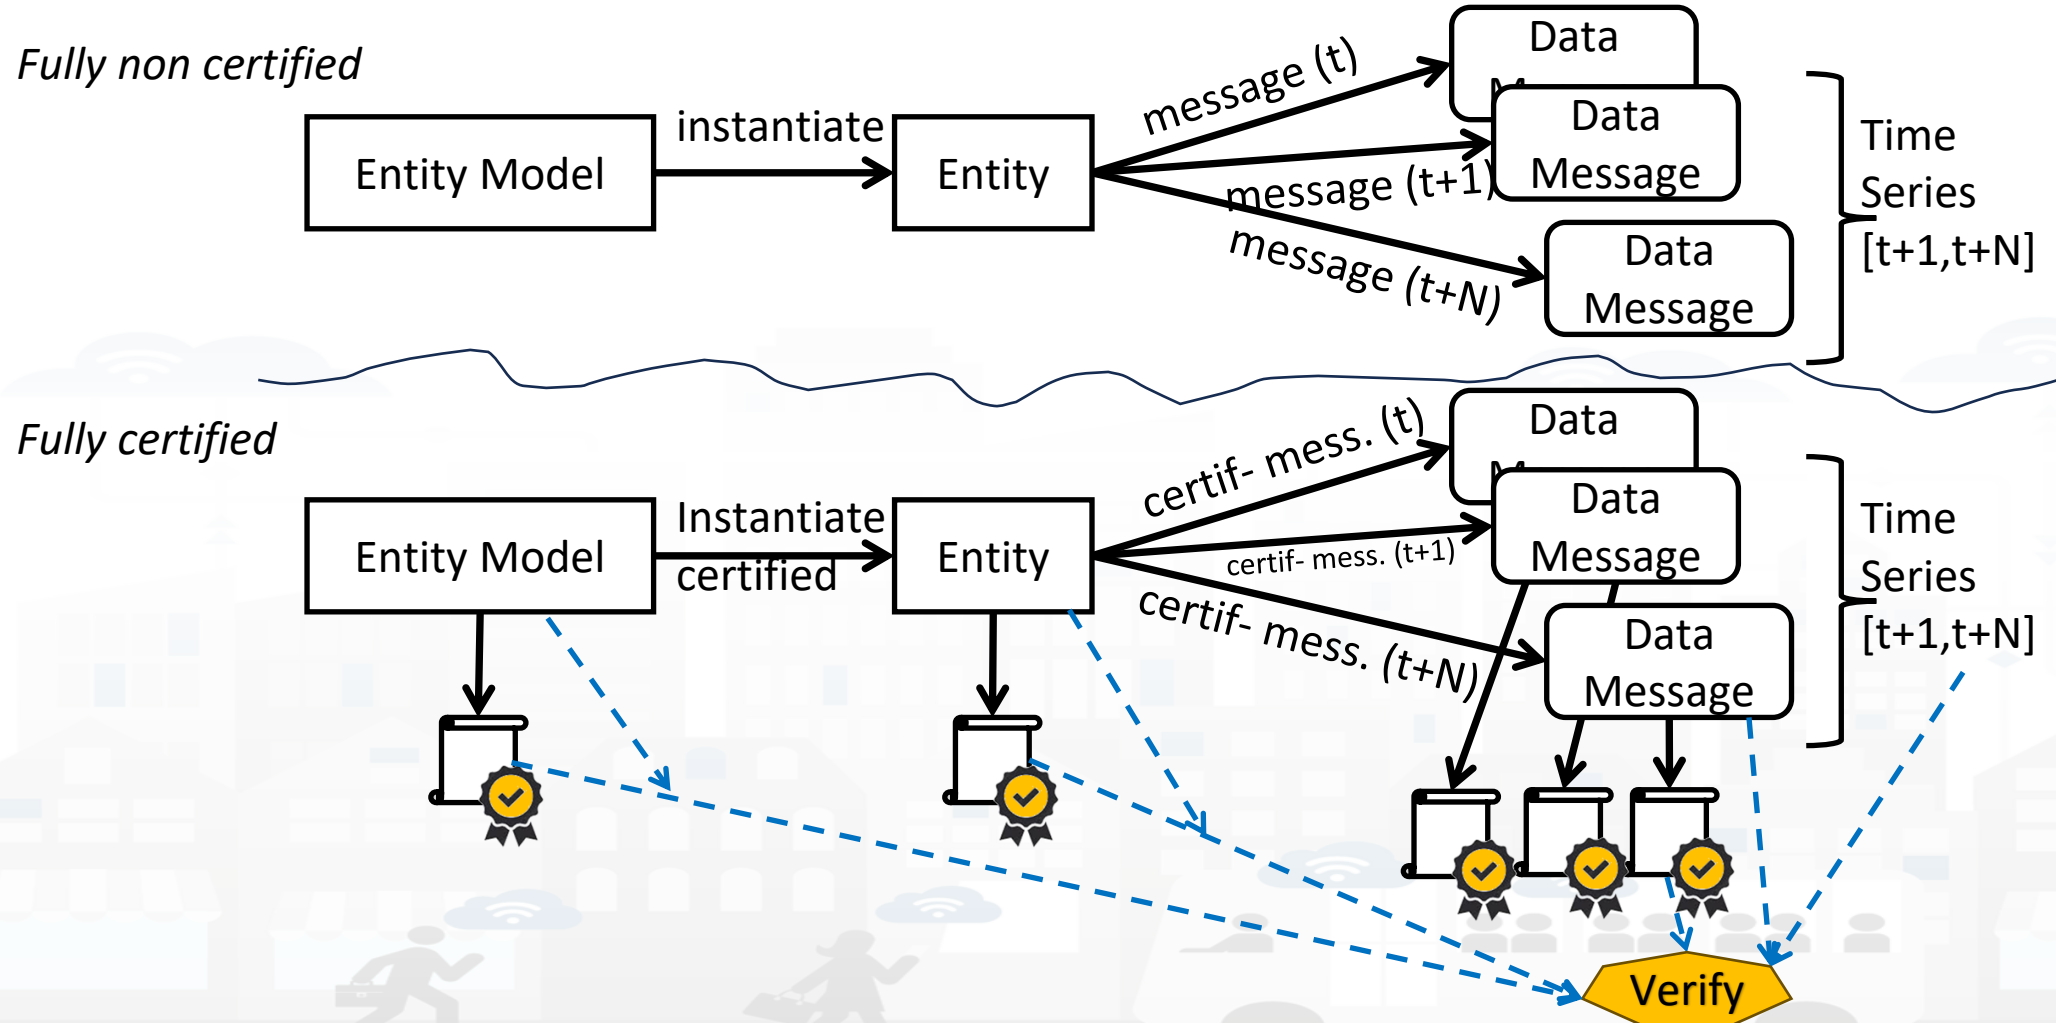 Fully non certified
Entity Model
instantiate
Entity
message (t)
message (t+1)
message (t+N)
Data
Data
Message
Data
Message
Time
Series
[t+1,t+N]
Fully certified
Entity Model
Instantiate
certified
Entity
certif- mess. (t)
certif- mess. (t+1)
certif- mess. (t+N)
Data
Data
Message
Data
Message
Time
Series
[t+1,t+N]
Verify